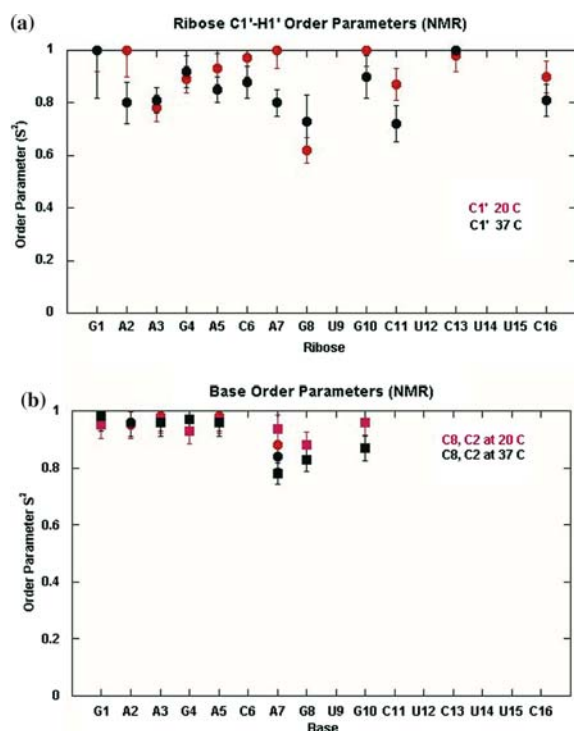 (a)
Ribose C1'-H1' Order Parameters (NMR)
1
0.8
0.6
0.4
0.2
0
Order Parameter (S²)
C1' 20 C
C1' 37 C
G1 A2 A3 G4 A5 C6 A7 G8 U9 G10 C11 U12 C13 U14 U15 C16
Ribose
(b)
Base Order Parameters (NMR)
1
0.8
0.6
0.4
0.2
0
Order Parameter S²
C8, C2 at 20 C
C8, C2 at 37 C
G1 A2 A3 G4 A5 C6 A7 G8 U9 G10 C11 U12 C13 U14 U15 C16
Base